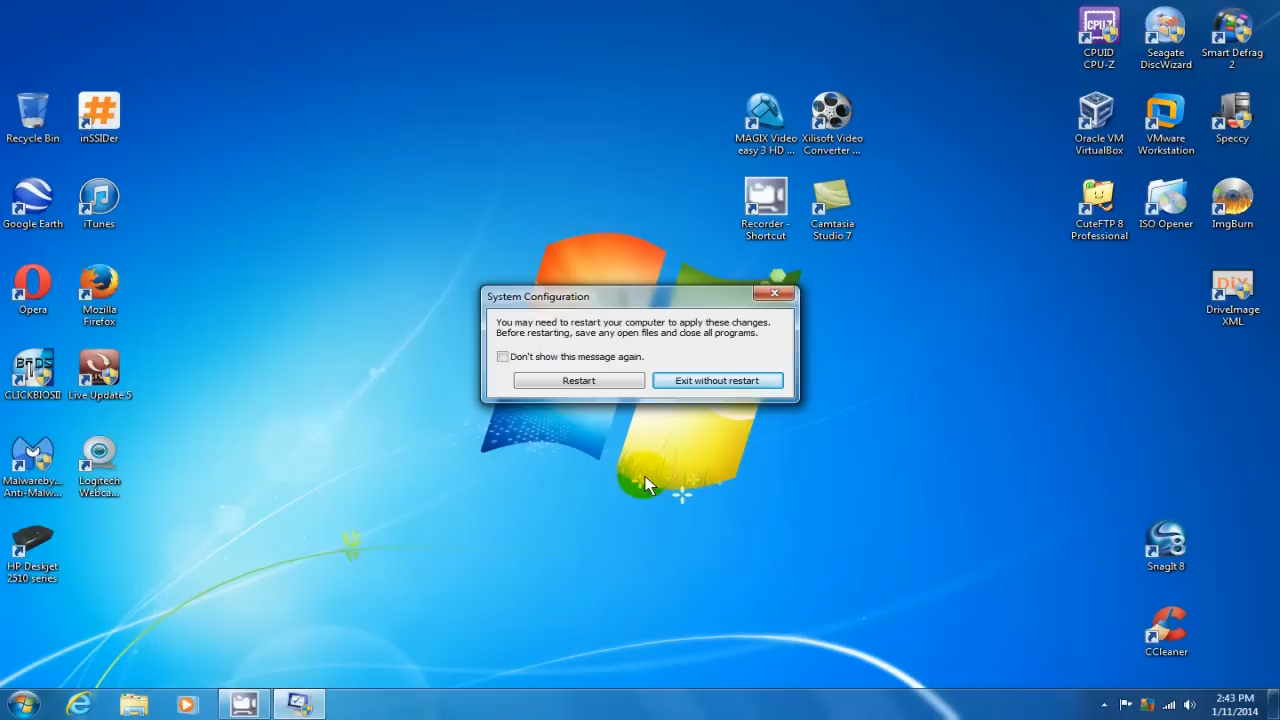 CPU-Z
CPUID
CPU-Z
Seagate
DiscWizard
Smart Defrag
2
Recycle Bin
inSSIDer
MAGIX Video
easy 3 HD ...
Xilisoft Video
Converter ...
Oracle VM
VirtualBox
VMware
Workstation
Speccy
Google Earth
iTunes
Recorder -
Shortcut
Camtasia
Studio 7
CuteFTP 8
Professional
ISO Opener
ImgBurn
Opera
Mozilla
Firefox
System Configuration
You may need to restart your computer to apply these changes.
Before restarting, save any open files and close all programs.
Don't show this message again.
Restart
Exit without restart
DiX
DriveImage
XML
CLICKBIOSII
Live Update 5
Malwareby...
Anti-Malw...
Logitech
Webca...
HP Deskjet
2510 series
SnagIt 8
CCleaner
2:43 PM
1/11/2014